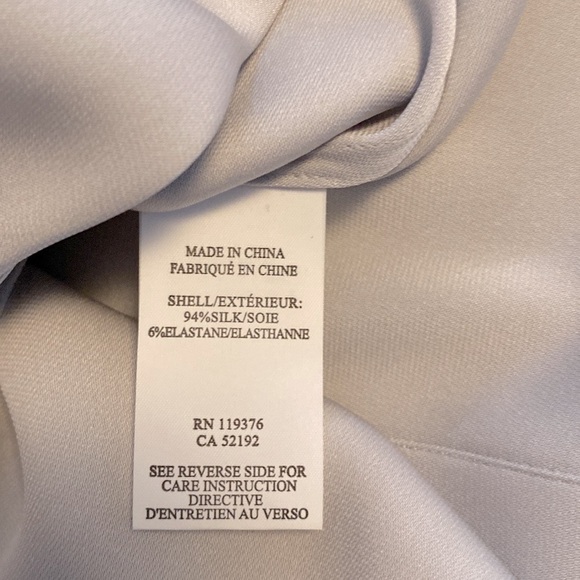 MADE IN CHINA
FABRIQUÉ EN CHINE
SHELL/EXTÉRIEUR:
94%SILK/SOIE
6%ELASTANE/ELASTHANNE
RN 119376
CA 52192
SEE REVERSE SIDE FOR
CARE INSTRUCTION
DIRECTIVE
D'ENTRETIEN AU VERSO